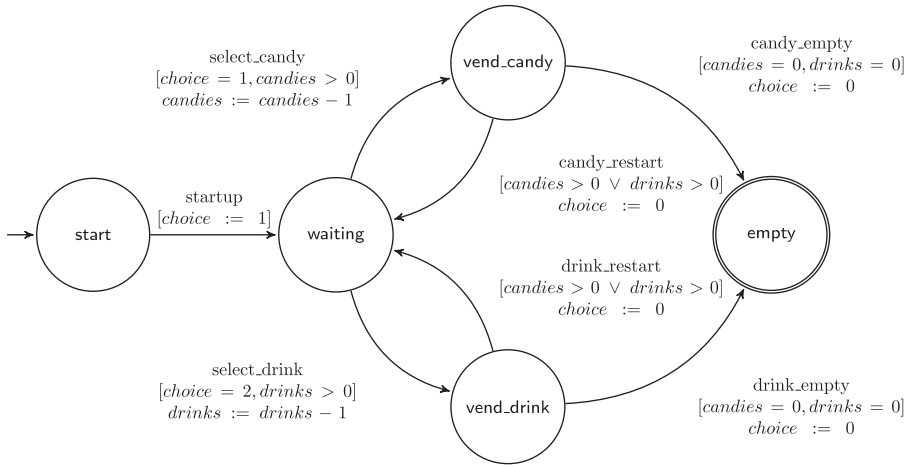 select_candy
[choice = 1, candies > 0]
candies := candies − 1
vend_candy
candy_empty
[candies = 0, drinks = 0]
choice := 0
candy_restart
[candies > 0 ∨ drinks > 0]
choice := 0
start
startup
[choice := 1]
waiting
empty
drink_restart
[candies > 0 ∨ drinks > 0]
choice := 0
select_drink
[choice = 2, drinks > 0]
drinks := drinks − 1
vend_drink
drink_empty
[candies = 0, drinks = 0]
choice := 0